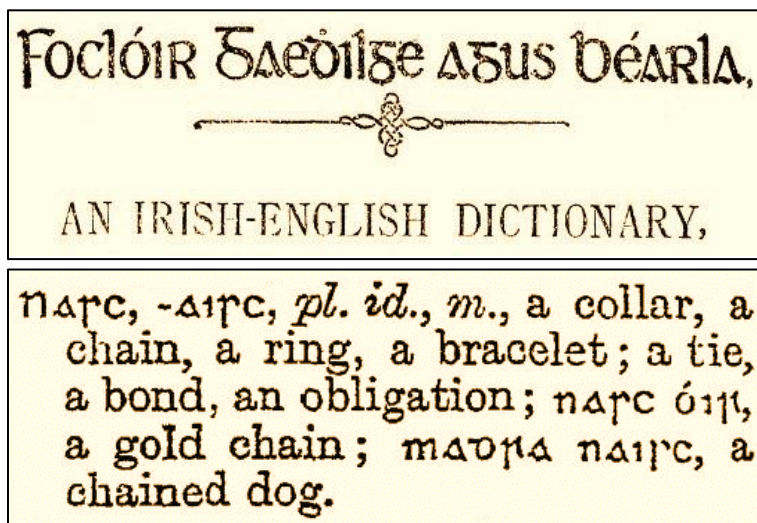 Foclóir Gaeḋilge agus Béarla,
AN IRISH-ENGLISH DICTIONARY,
nasc, -aisc, pl. id., m., a collar, a
chain, a ring, a bracelet; a tie,
a bond, an obligation; nasc óir,
a gold chain; madra naisc, a
chained dog.